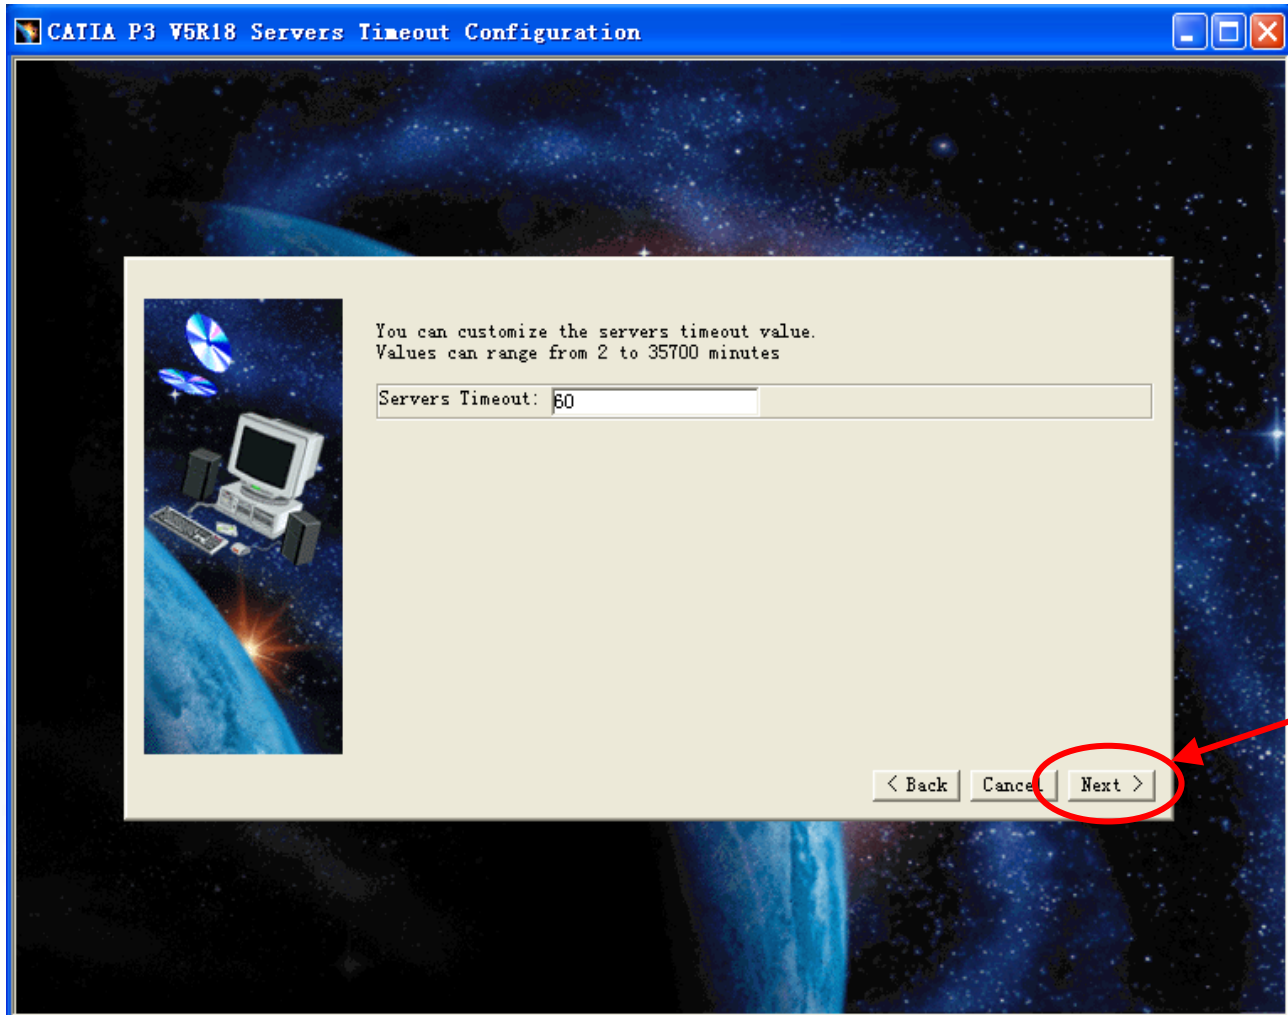 CATIA P3 V5R18 Servers Timeout Configuration
You can customize the servers timeout value.
Values can range from 2 to 35700 minutes
Servers Timeout: 60
< Back Cancel Next >